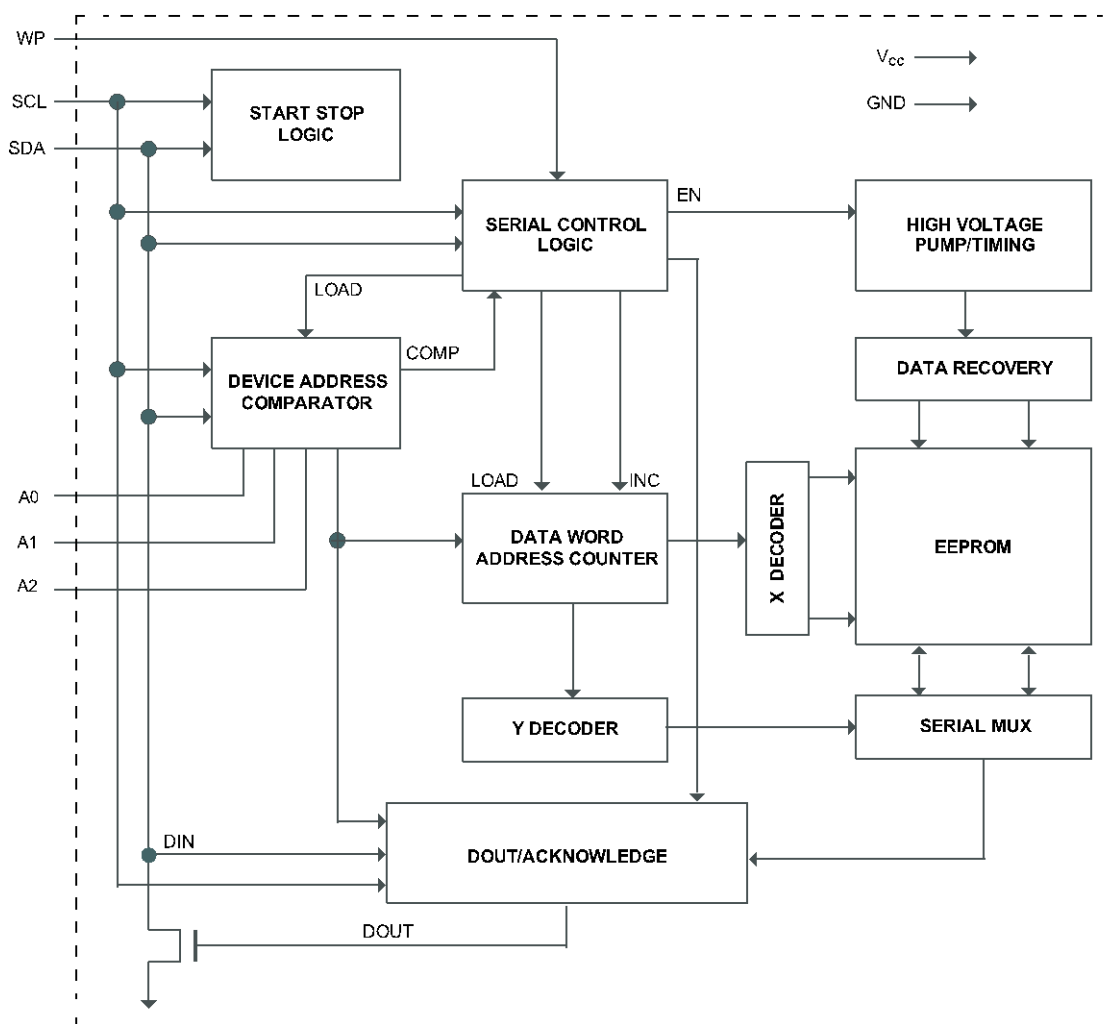 WP
Vcc
SCL
GND
START STOP
LOGIC
SDA
EN
SERIAL CONTROL
LOGIC
HIGH VOLTAGE
PUMP/TIMING
LOAD
COMP
DEVICE ADDRESS
COMPARATOR
DATA RECOVERY
LOAD
INC
A0
A1
A2
DATA WORD
ADDRESS COUNTER
X DECODER
EEPROM
Y DECODER
SERIAL MUX
DIN
DOUT/ACKNOWLEDGE
DOUT